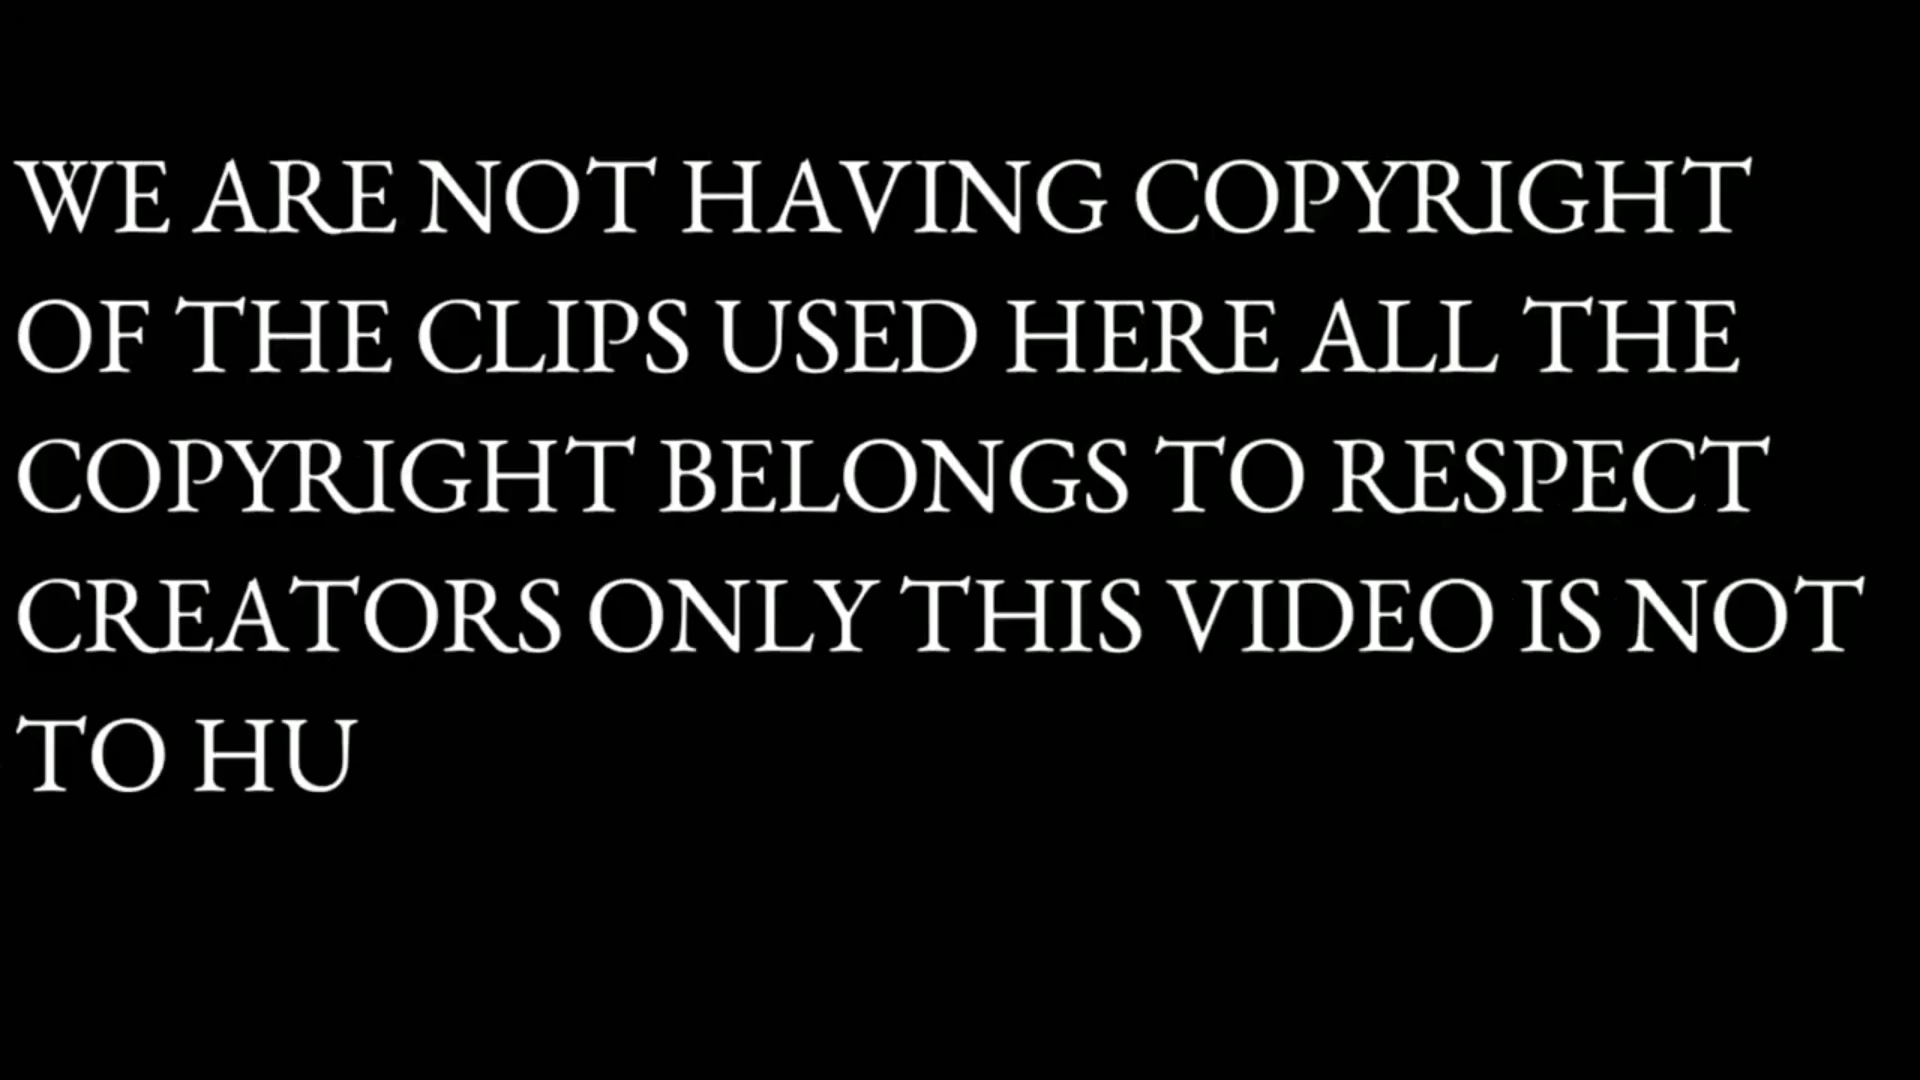 WE ARE NOT HAVING COPYRIGHT
OF THE CLIPS USED HERE ALL THE
COPYRIGHT BELONGS TO RESPECT
CREATORS ONLY THIS VIDEO IS NOT
TO HU